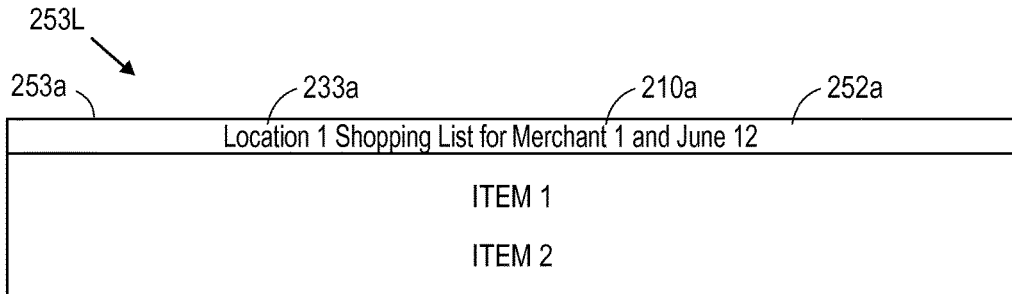 253L
253a 233a 210a 252a
Location 1 Shopping List for Merchant 1 and June 12
ITEM 1
ITEM 2